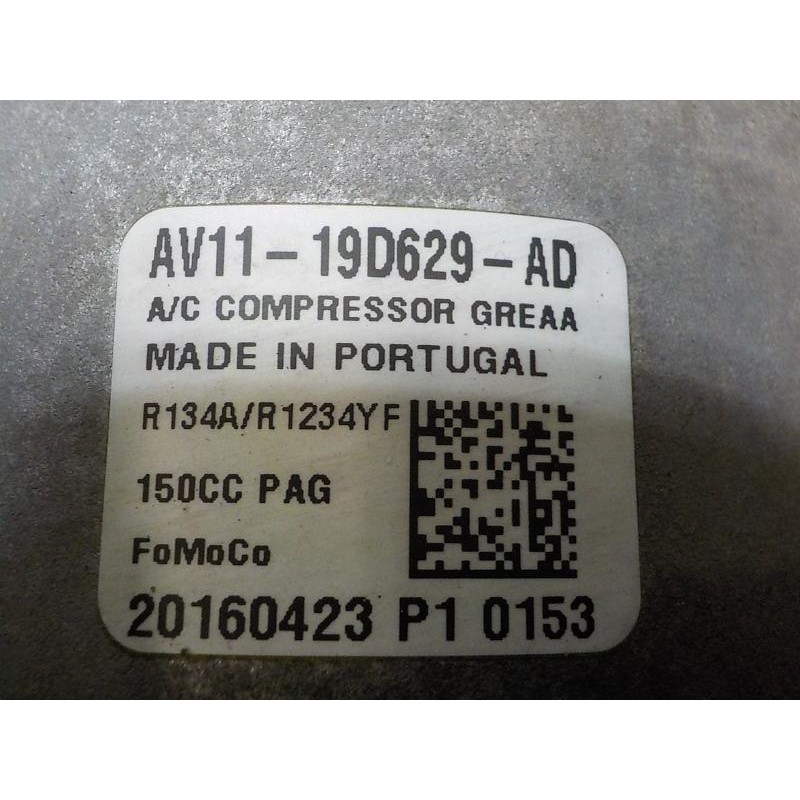 AV11-19D629-AD
A/C COMPRESSOR GREAA
MADE IN PORTUGAL
R134A/R1234YF
150CC PAG
FoMoCo
20160423 P1 0153